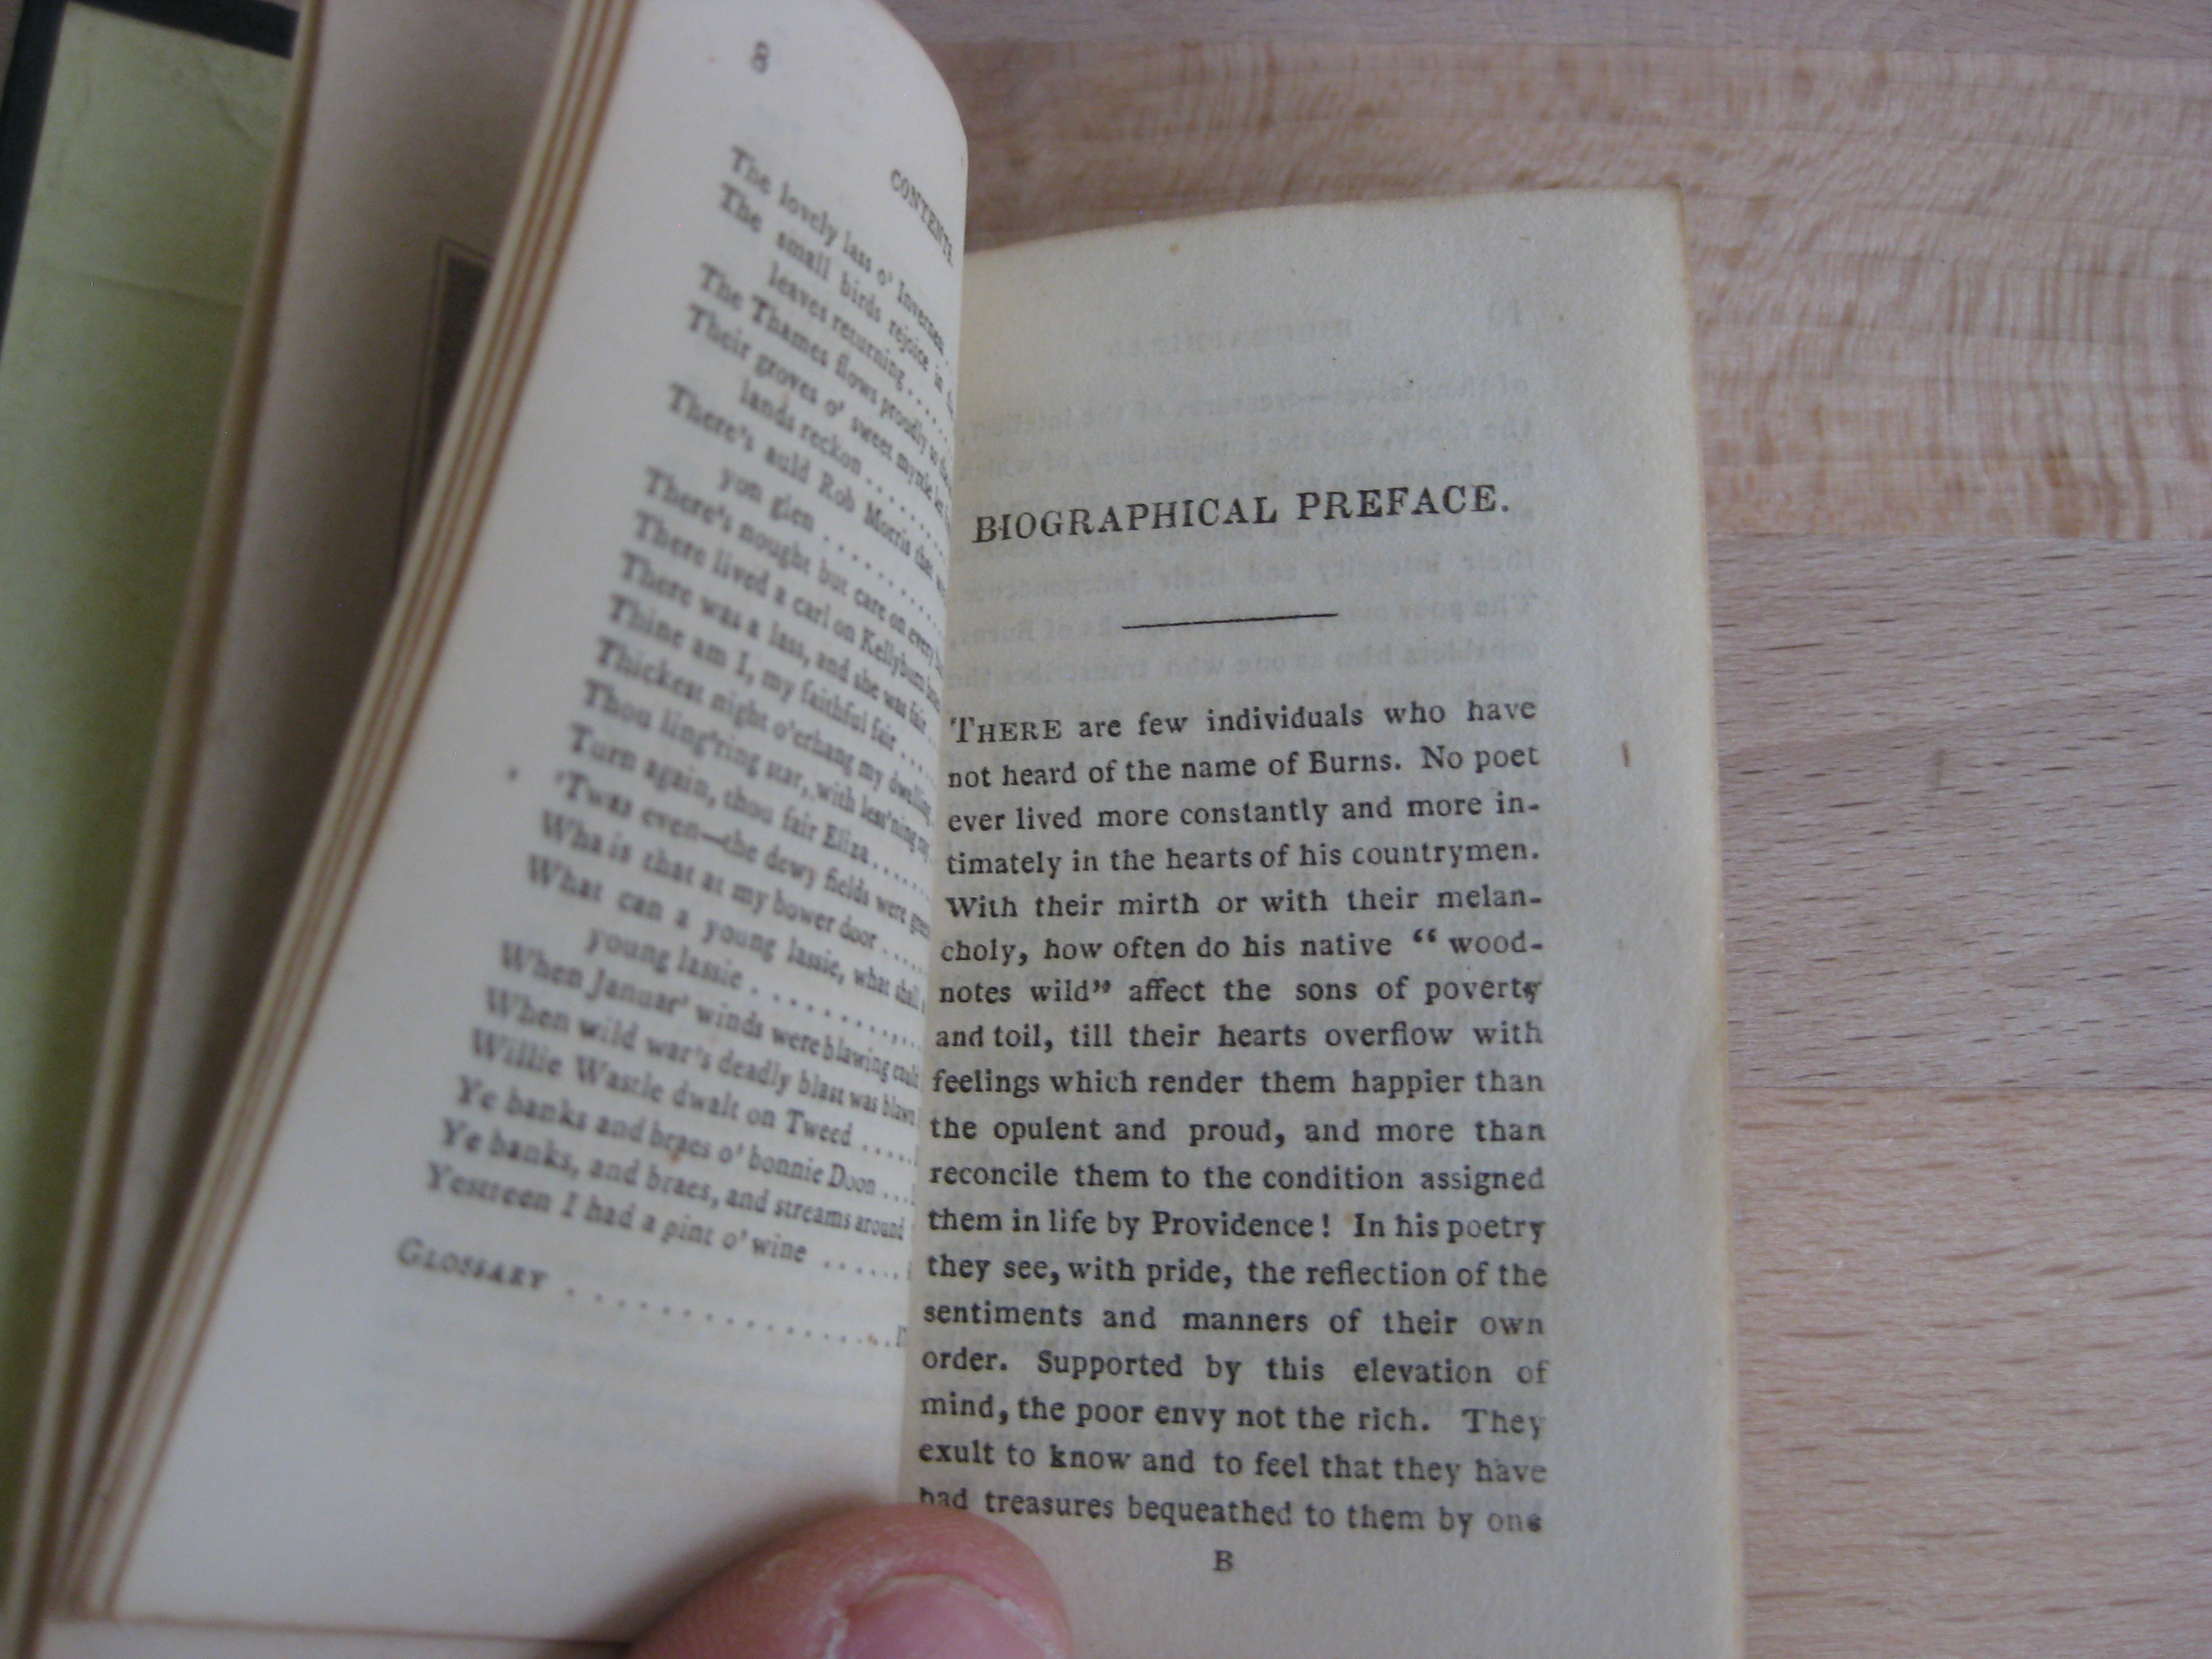 8
CONTENTS.
The lovely lass o' Inverness
The small birds rejoice in the
leaves returning ......
The Thames flows proudly to the
Their groves o' sweet myrtle let
lands reckon ........
There's auld Rob Morris that
yon glen ..........
There's nought but care on every
There lived a carl on Kellyburn
There was a lass, and she was fair ..
Thine am I, my faithful fair ....
Thickest night o'erhang my dwelling
Thou ling'ring star, with less'ning ray
Turn again, thou fair Eliza ......
'Twas even—the dewy fields were green
Wha is that at my bower door .....
What can a young lassie, what shall a
young lassie ............
When Januar' winds were blawing cauld
When wild war's deadly blast was blawn
Willie Wastle dwalt on Tweed .....
Ye banks and braes o' bonnie Doon ...
Ye banks, and braes, and streams around
Yestreen I had a pint o' wine ......
GLOSSARY ...............
BIOGRAPHICAL PREFACE.
THERE are few individuals who have
not heard of the name of Burns. No poet
ever lived more constantly and more in-
timately in the hearts of his countrymen.
With their mirth or with their melan-
choly, how often do his native “ wood-
notes wild” affect the sons of poverty
and toil, till their hearts overflow with
feelings which render them happier than
the opulent and proud, and more than
reconcile them to the condition assigned
them in life by Providence! In his poetry
they see, with pride, the reflection of the
sentiments and manners of their own
order. Supported by this elevation of
mind, the poor envy not the rich. They
exult to know and to feel that they have
had treasures bequeathed to them by one
B